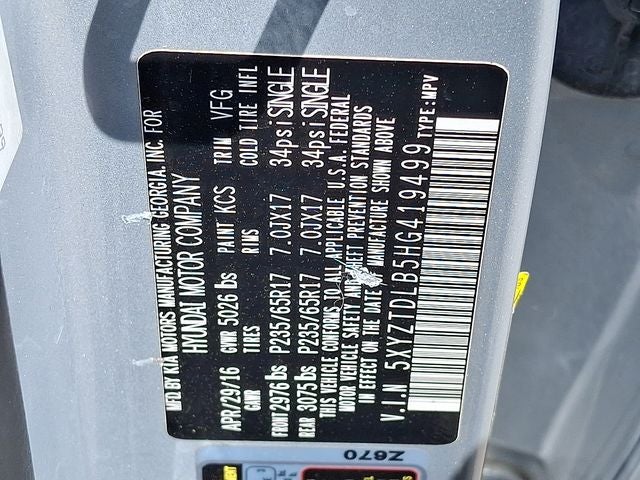 MFD BY KIA MOTORS MANUFACTURING GEORGIA, INC. FOR
HYUNDAI MOTOR COMPANY
APR/29/16 GVWR 5026 lbs PAINT KCS TRIM VFG
GAWR TIRES RIMS COLD TIRE INFL
FRONT 2976 lbs P235/65R17 7.0JX17 34psi SINGLE
REAR 3075 lbs P235/65R17 7.0JX17 34psi SINGLE
THIS VEHICLE CONFORMS TO ALL APPLICABLE U.S.A. FEDERAL
MOTOR VEHICLE SAFETY AND THEFT PREVENTION STANDARDS
IN EFFECT ON THE DATE OF MANUFACTURE SHOWN ABOVE
V.I.N 5XYZTDLB5HG419499 TYPE:MPV
Z670